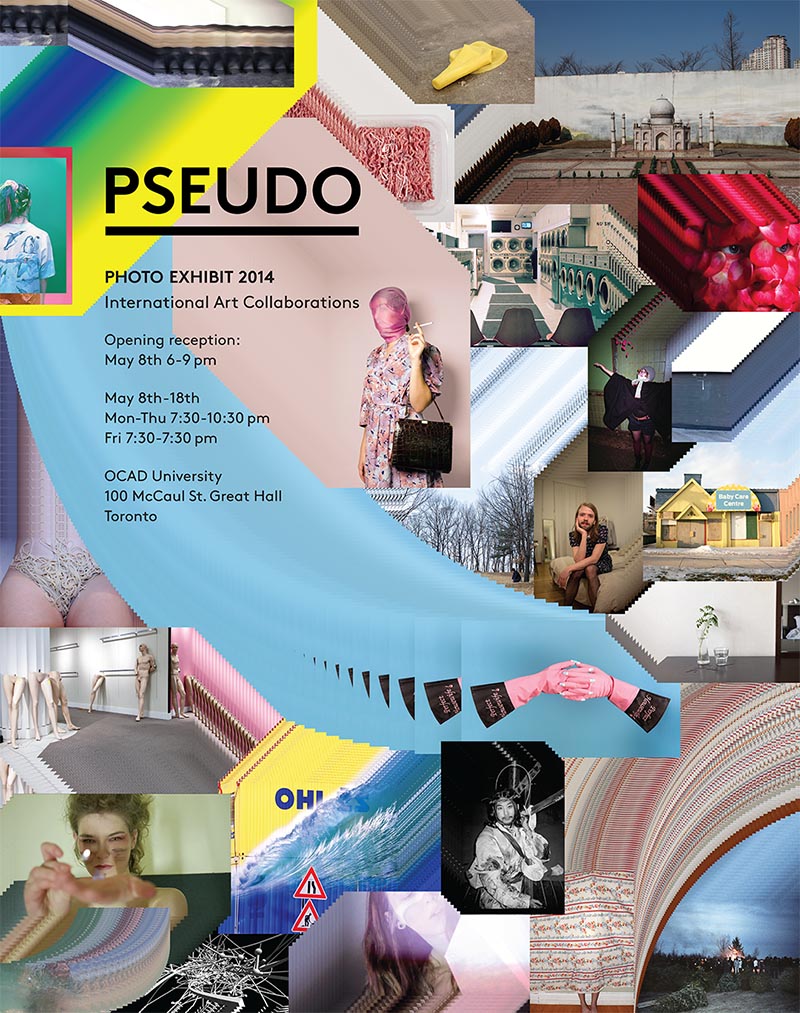 PSEUDO
PHOTO EXHIBIT 2014
International Art Collaborations
Opening reception:
May 8th 6-9 pm
May 8th-18th
Mon-Thu 7:30-10:30 pm
Fri 7:30-7:30 pm
OCAD University
100 McCaul St. Great Hall
Toronto
Baby Care
Centre